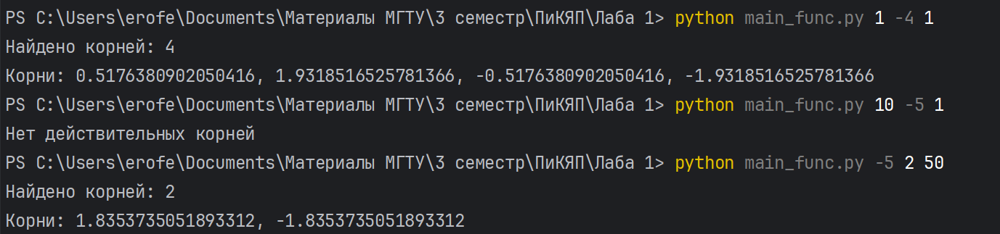 PS C:\Users\erofe\Documents\Материалы МГТУ\3 семестр\ПиКЯП\Лаба 1> python main_func.py 1 -4 1
Найдено корней: 4
Корни: 0.5176380902050416, 1.9318516525781366, -0.5176380902050416, -1.9318516525781366
PS C:\Users\erofe\Documents\Материалы МГТУ\3 семестр\ПиКЯП\Лаба 1> python main_func.py 10 -5 1
Нет действительных корней
PS C:\Users\erofe\Documents\Материалы МГТУ\3 семестр\ПиКЯП\Лаба 1> python main_func.py -5 2 50
Найдено корней: 2
Корни: 1.8353735051893312, -1.8353735051893312